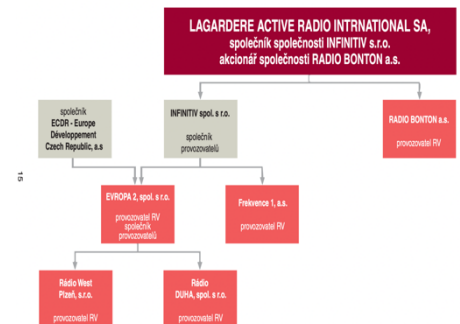 LAGARDERE ACTIVE RADIO INTRNATIONAL SA,
společník společnosti INFINITIV s.r.o.
akcionář společnosti RADIO BONTON a.s.
společník
ECDR - Europe
Développement
Czech Republic, a.s
INFINITIV spol. s r.o.
společník
provozovatelů
RADIO BONTON a.s.
provozovatel RV
15
EVROPA 2, spol. s r.o.
provozovatel RV
společník
provozovatelů
Frekvence 1, a.s.
provozovatel RV
Rádio West
Plzeň, s.r.o.
provozovatel RV
Rádio
DUHA, spol. s r.o.
provozovatel RV